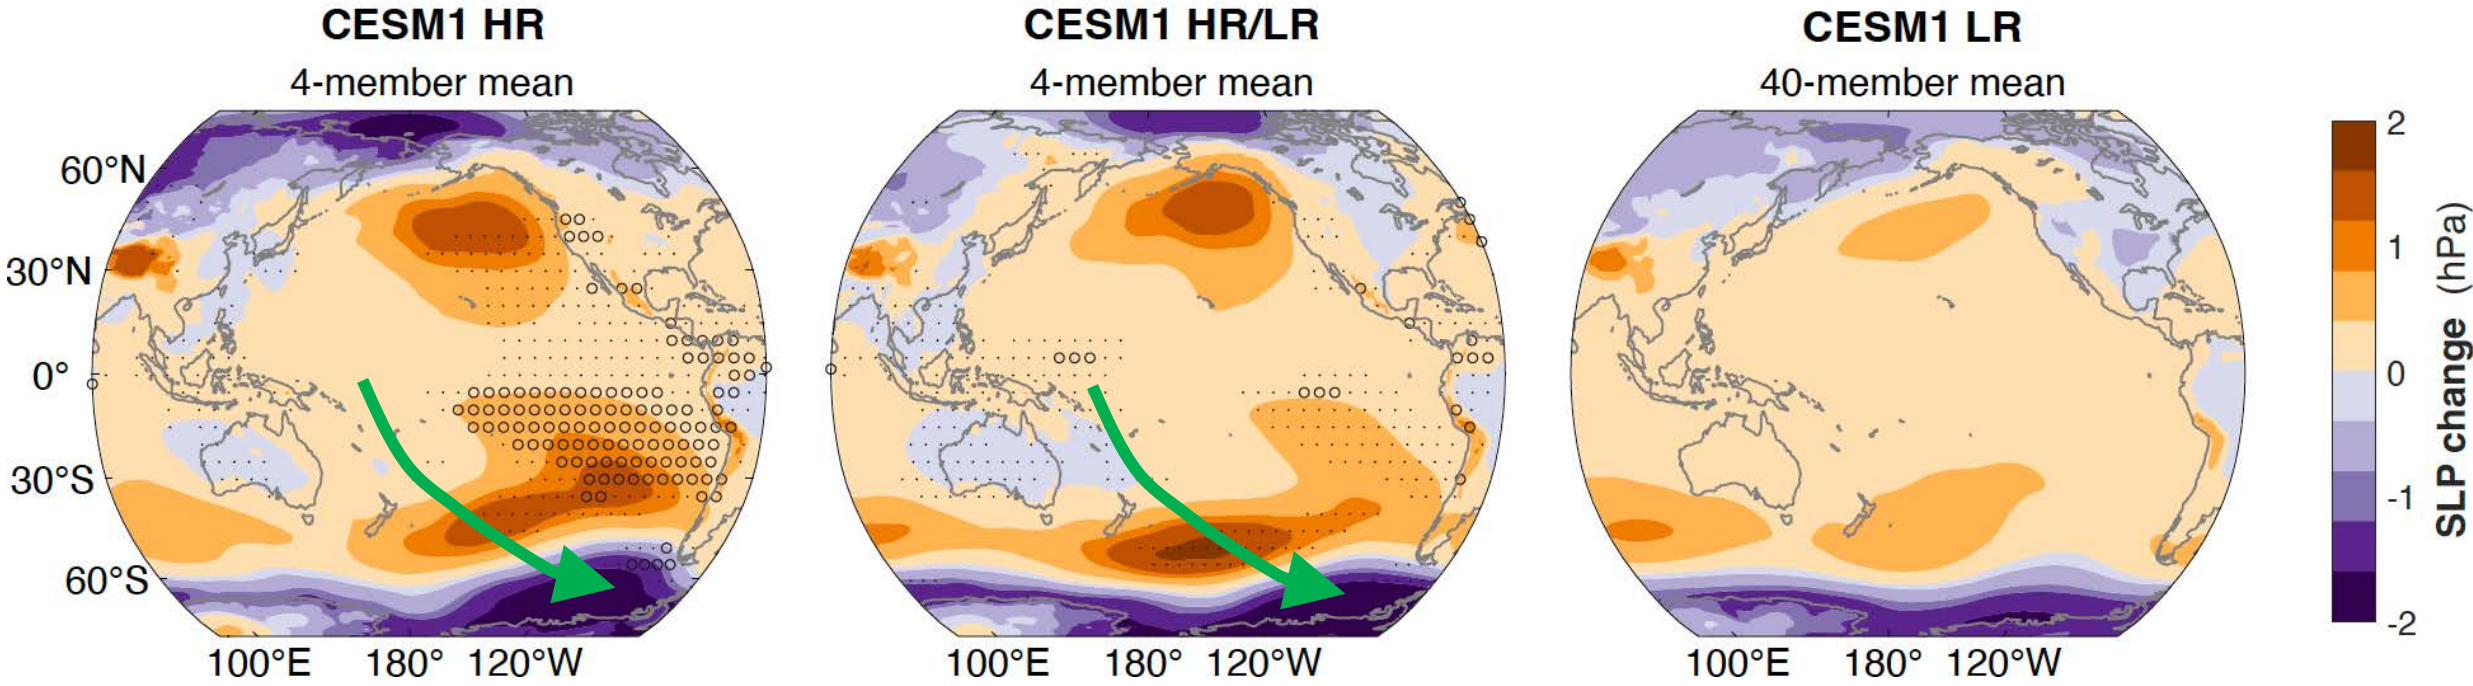 CESM1 HR
4-member mean
CESM1 HR/LR
4-member mean
CESM1 LR
40-member mean
60°N
30°N
0°
30°S
60°S
100°E 180° 120°W
100°E 180° 120°W
100°E 180° 120°W
2
1
0
-1
-2
SLP change (hPa)